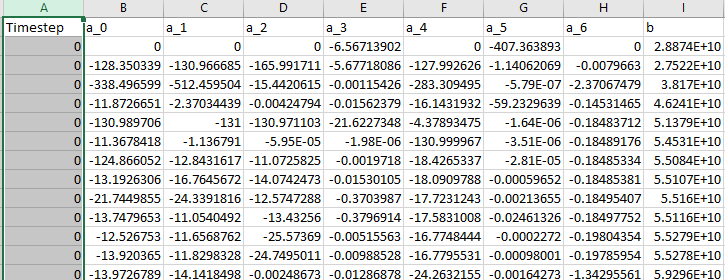 A B C D E F G H I
Timestep a_0 a_1 a_2 a_3 a_4 a_5 a_6 b
0 0 0 0 -6.56713902 0 -407.363893 0 2.8874E+10
0 -128.350339 -130.966685 -165.991711 -5.67718086 -127.992626 -1.14062069 -0.0079663 2.7522E+10
0 -338.496599 -512.459504 -15.4420615 -0.00115426 -283.309495 -5.79E-07 -2.37067479 3.817E+10
0 -11.8726651 -2.37034439 -0.00424794 -0.01562379 -16.1431932 -59.2329639 -0.14531465 4.6241E+10
0 -130.989706 -131 -130.971103 -21.6227348 -4.37893475 -1.64E-06 -0.18483712 5.1379E+10
0 -11.3678418 -1.136791 -5.95E-05 -1.98E-06 -130.999967 -3.51E-06 -0.18489176 5.4531E+10
0 -124.866052 -12.8431617 -11.0725825 -0.0019718 -18.4265337 -2.81E-05 -0.18485334 5.5084E+10
0 -13.1926306 -16.7645672 -14.0742473 -0.01530105 -18.0909788 -0.00059652 -0.18485381 5.5107E+10
0 -21.7449855 -24.3391816 -12.5747288 -0.3703987 -17.7231243 -0.00213655 -0.18495407 5.516E+10
0 -13.7479653 -11.0540492 -13.43256 -0.3796914 -17.5831008 -0.02461326 -0.18497752 5.5116E+10
0 -12.526753 -11.6568762 -25.57369 -0.00515563 -16.7748444 -0.0002272 -0.19804354 5.5279E+10
0 -13.920365 -11.8298328 -24.7495011 -0.00988528 -16.7795531 -0.00098001 -0.19785954 5.5278E+10
0 -13.9726789 -14.1418498 -0.00248673 -0.01286878 -24.2632155 -0.00164273 -1.34295561 5.9296E+10